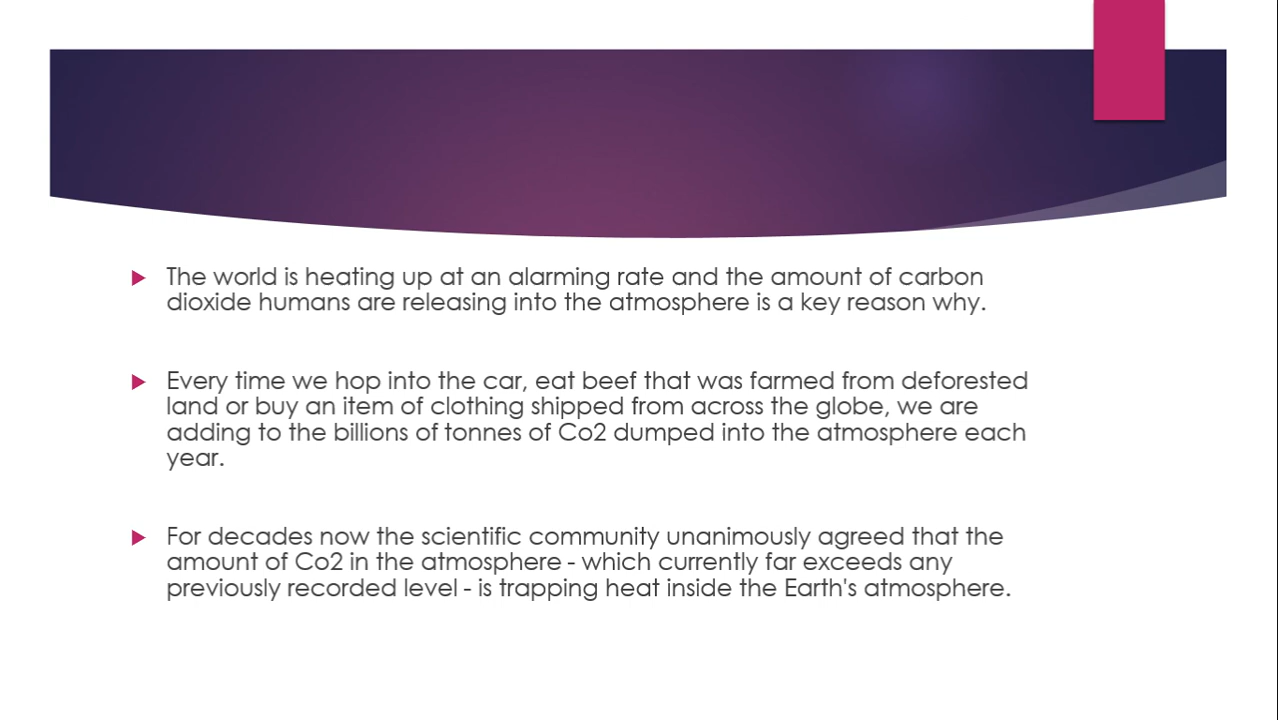 The world is heating up at an alarming rate and the amount of carbon
dioxide humans are releasing into the atmosphere is a key reason why.
Every time we hop into the car, eat beef that was farmed from deforested
land or buy an item of clothing shipped from across the globe, we are
adding to the billions of tonnes of Co2 dumped into the atmosphere each
year.
For decades now the scientific community unanimously agreed that the
amount of Co2 in the atmosphere - which currently far exceeds any
previously recorded level - is trapping heat inside the Earth's atmosphere.